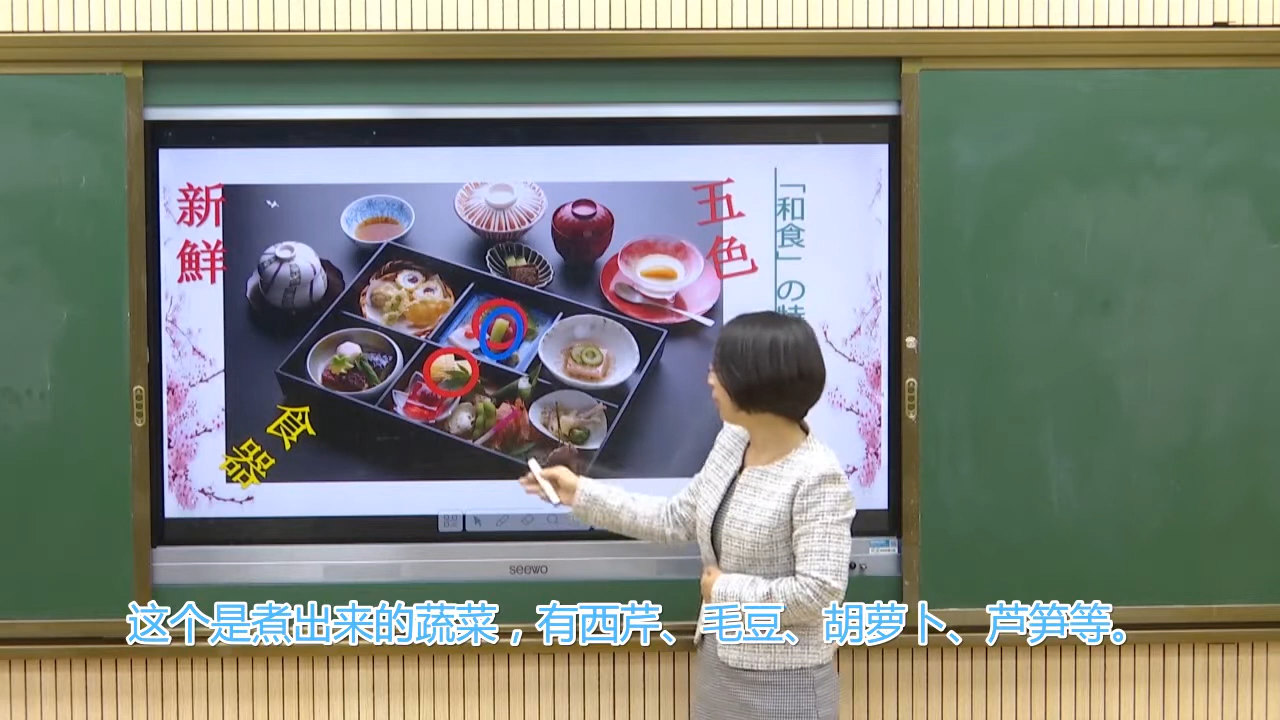 新鮮
五色
「和食」の特
食器
seewo
这个是煮出来的蔬菜，有西芹、毛豆、胡萝卜、芦笋等。